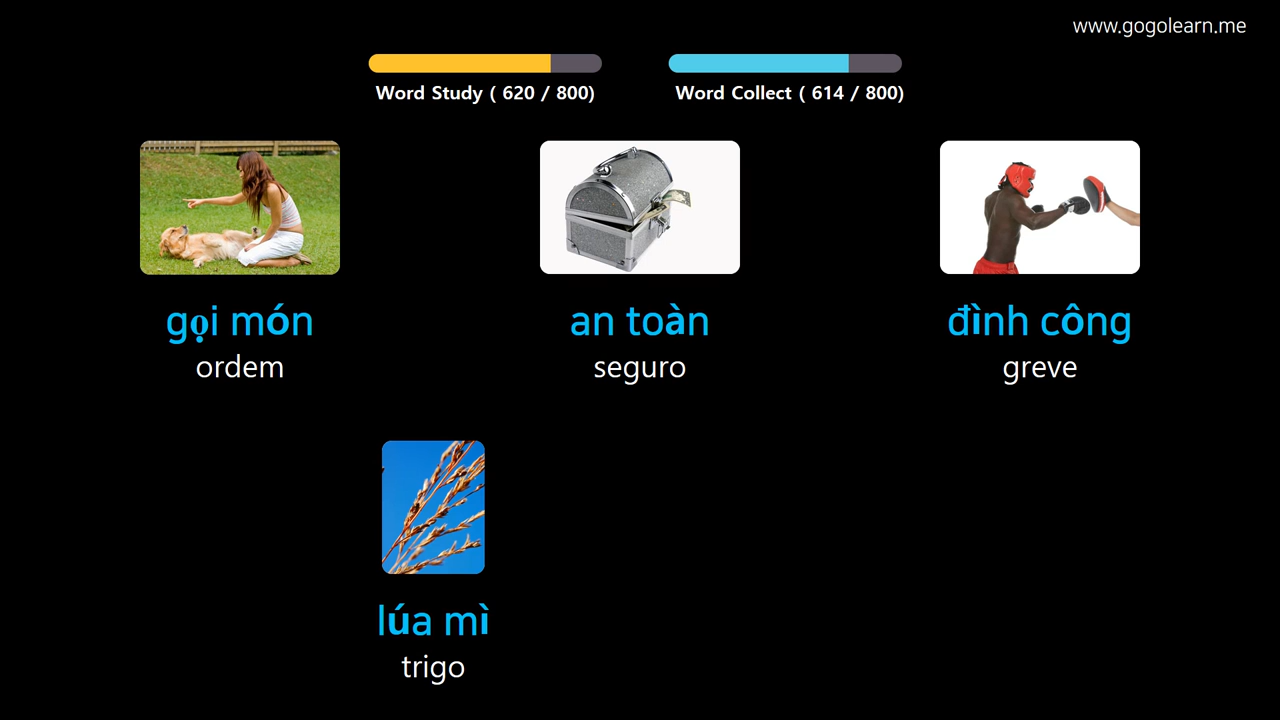 www.gogolearn.me
Word Study ( 620 / 800)
Word Collect ( 614 / 800)
gọi món
ordem
an toàn
seguro
đình công
greve
lúa mì
trigo